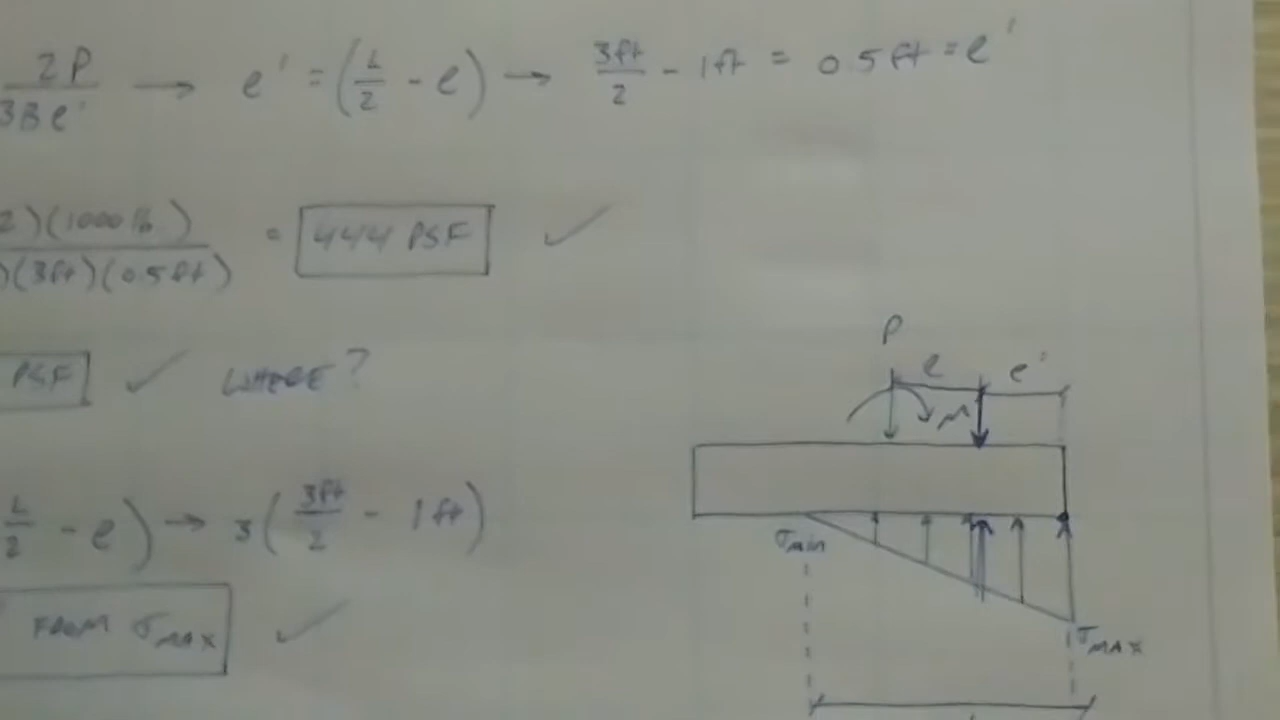 2P / 3Be' → e' = (L/2 - e) → 3ft/2 - 1ft = 0.5ft = e'
2)(1000 lb) / )(3ft)(0.5ft) = 444 PSF ✓
PSF ✓ WHERE?
L/2 - e) → 3(3ft/2 - 1ft)
FROM σMAX ✓
P
e e'
M
σmin
σMAX